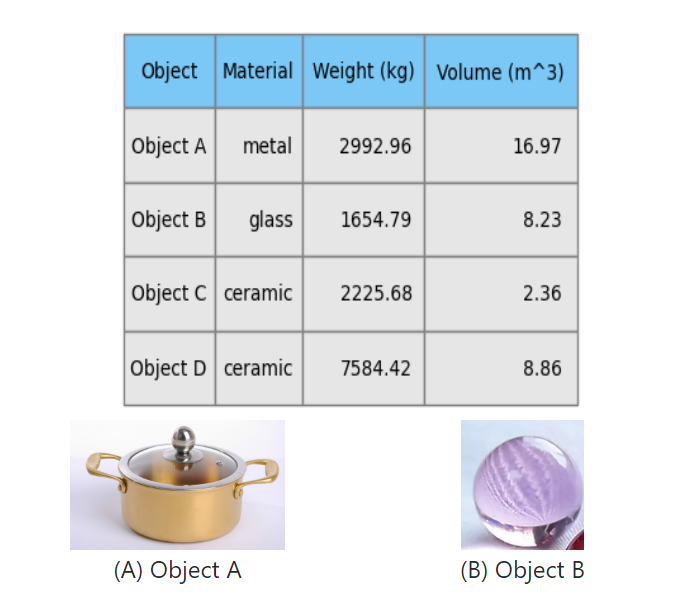 Object Material Weight (kg) Volume (m^3)
Object A metal 2992.96 16.97
Object B glass 1654.79 8.23
Object C ceramic 2225.68 2.36
Object D ceramic 7584.42 8.86
(A) Object A (B) Object B